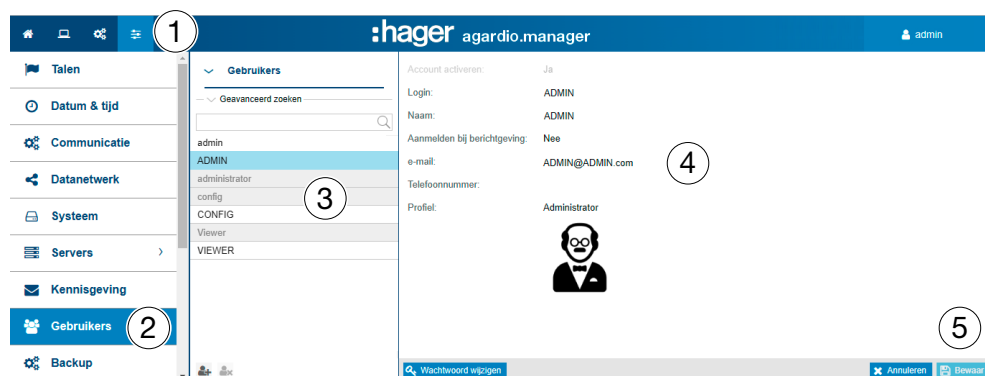 1
:hager agardio.manager
admin
Talen
Datum & tijd
Communicatie
Datanetwerk
Systeem
Servers
Kennisgeving
Gebruikers
2
Backup
Gebruikers
Geavanceerd zoeken
admin
ADMIN
administrator
config
CONFIG
Viewer
VIEWER
3
Account activeren: Ja
Login: ADMIN
Naam: ADMIN
Aanmelden bij berichtgeving: Nee
e-mail: ADMIN@ADMIN.com
Telefoonnummer:
Profiel: Administrator
4
5
Wachtwoord wijzigen
Annuleren
Bewaar